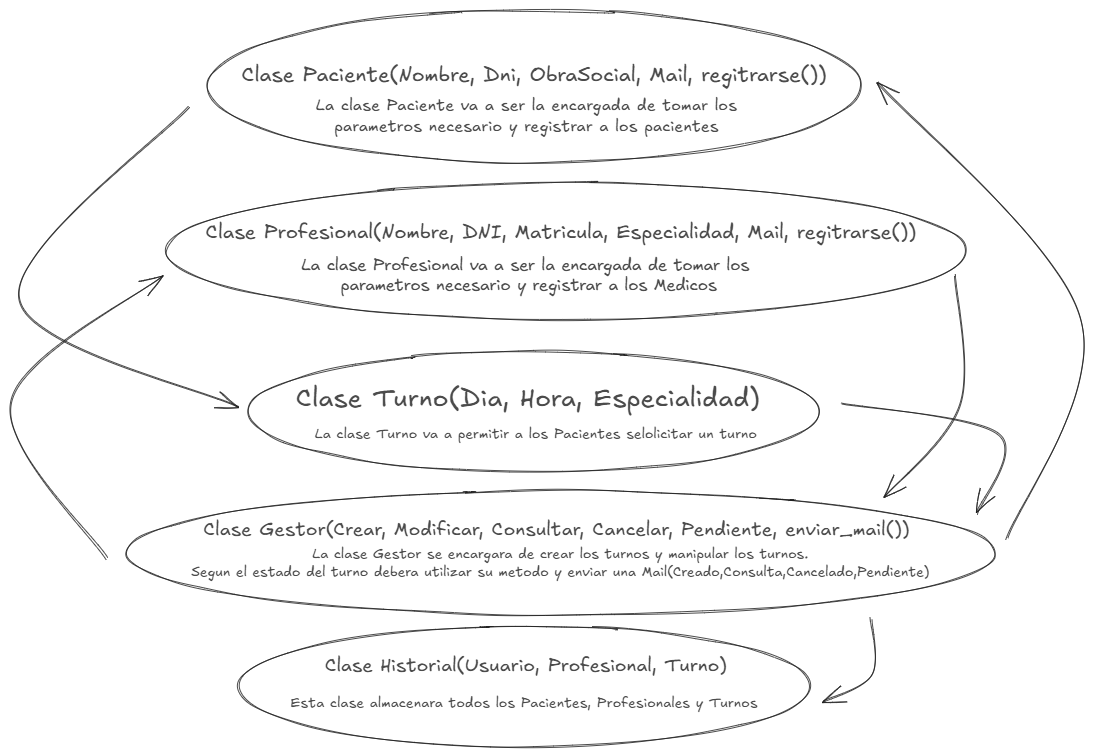 Clase Paciente(Nombre, Dni, ObraSocial, Mail, regitrarse())
La clase Paciente va a ser la encargada de tomar los
parametros necesario y registrar a los pacientes
Clase Profesional(Nombre, DNI, Matricula, Especialidad, Mail, regitrarse())
La clase Profesional va a ser la encargada de tomar los
parametros necesario y registrar a los Medicos
Clase Turno(Dia, Hora, Especialidad)
La clase Turno va a permitir a los Pacientes selolicitar un turno
Clase Gestor(Crear, Modificar, Consultar, Cancelar, Pendiente, enviar_mail())
La clase Gestor se encargara de crear los turnos y manipular los turnos.
Segun el estado del turno debera utilizar su metodo y enviar una Mail(Creado,Consulta,Cancelado,Pendiente)
Clase Historial(Usuario, Profesional, Turno)
Esta clase almacenara todos los Pacientes, Profesionales y Turnos